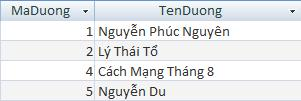 MaDuong TenDuong
1 Nguyễn Phúc Nguyên
2 Lý Thái Tổ
4 Cách Mạng Tháng 8
5 Nguyễn Du